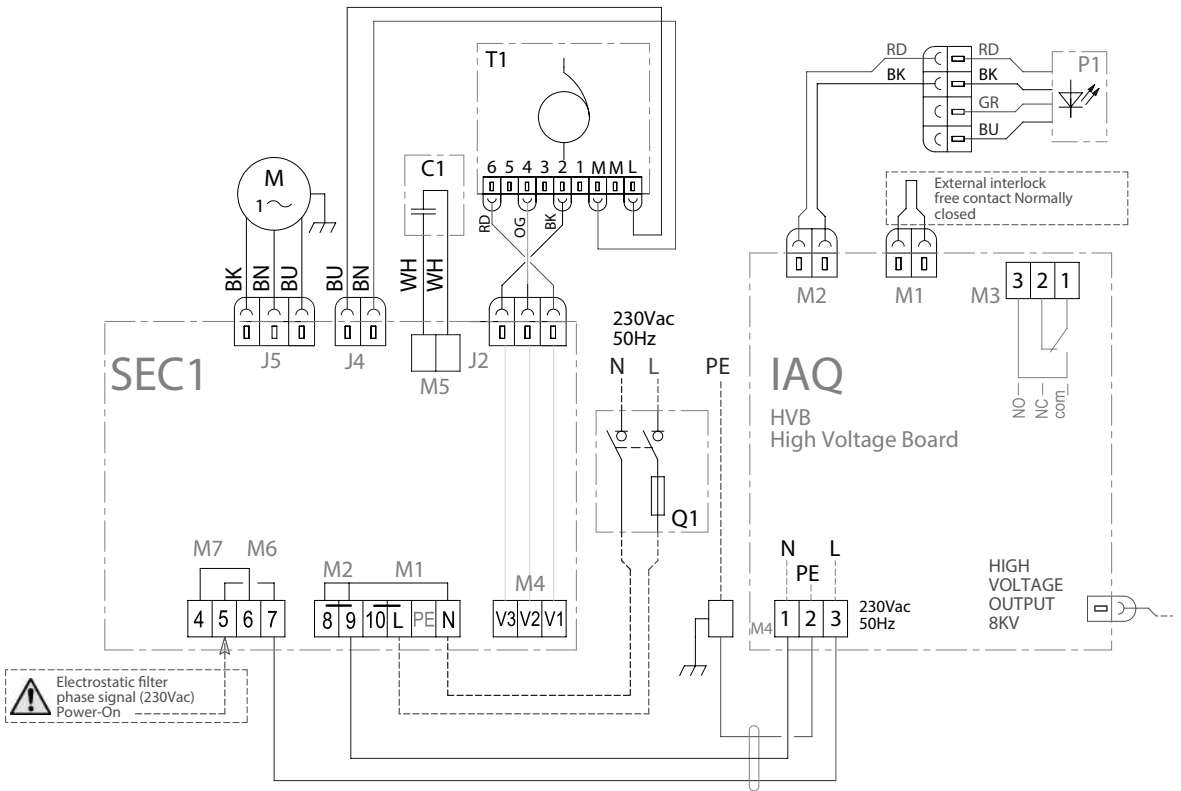 T1
6 5 4 3 2 1 M M L
RD
OG
BK
C1
M
1~
BK
BN
BU
BU
BN
WH
WH
J5
J4
M5
J2
SEC1
230Vac
50Hz
N L PE
Q1
M7 M6
4 5 6 7
M2 M1
8 9 10 L PE N
M4
V3 V2 V1
Electrostatic filter
phase signal (230Vac)
Power-On
RD
BK
RD
BK
GR
BU
P1
External interlock
free contact Normally
closed
M2
M1
M3
3 2 1
NO
NC
com
IAQ
HVB
High Voltage Board
N L
PE
M4
1 2 3
230Vac
50Hz
HIGH
VOLTAGE
OUTPUT
8KV